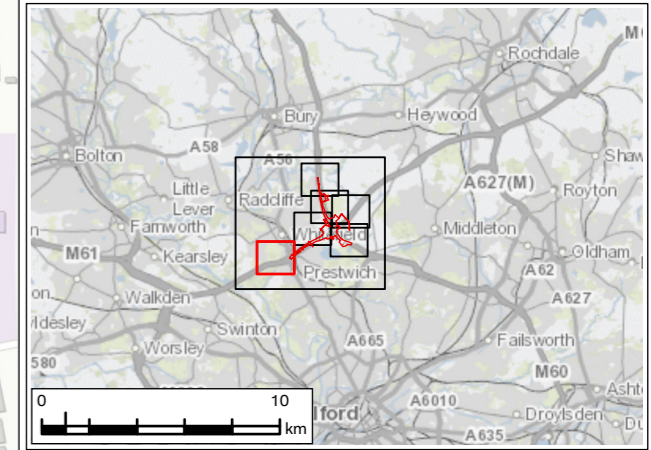 Rochdale
M
Bury
Heywood
A58
Bolton
A56
Shaw
A627(M)
Royton
Little
Lever
Radcliffe
Farnworth
Middleton
M61
Kearsley
Oldham
Prestwich
A62
Walkden
A627
Swinton
A665
Failsworth
Worsley
580
M60
A6010
Droylsden
A635
0
10
km